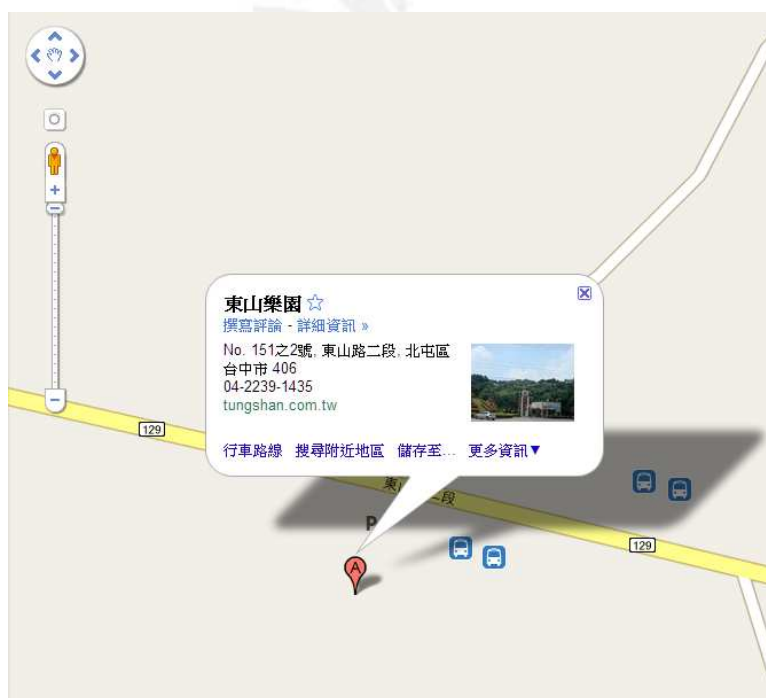 東山樂園 ☆
撰寫評論 - 詳細資訊 »
No. 151之2號, 東山路二段, 北屯區
台中市 406
04-2239-1435
tungshan.com.tw
行車路線 搜尋附近地區 儲存至... 更多資訊▼
129
段
P
129
A